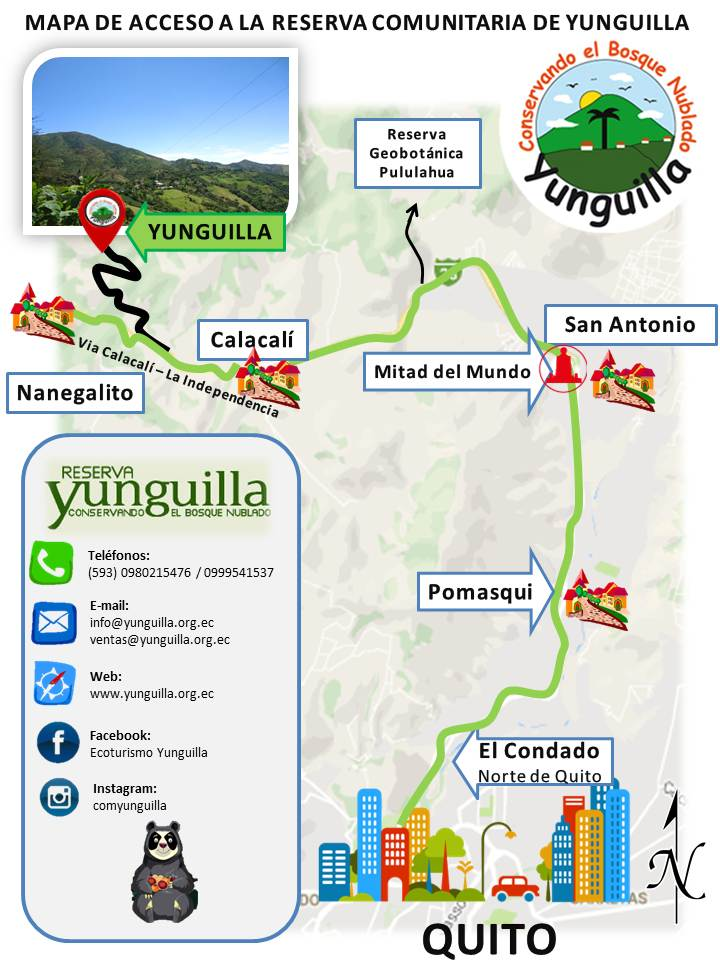 MAPA DE ACCESO A LA RESERVA COMUNITARIA DE YUNGUILLA
Conservando el Bosque Nublado
Yunguilla
Reserva
Geobotánica
Pululahua
YUNGUILLA
San Antonio
Calacalí
Mitad del Mundo
Via Calacalí – La Independencia
Nanegalito
RESERVA
yunguilla
CONSERVANDO EL BOSQUE NUBLADO
Teléfonos:
(593) 0980215476 / 0999541537
E-mail:
info@yunguilla.org.ec
ventas@yunguilla.org.ec
Web:
www.yunguilla.org.ec
Facebook:
Ecoturismo Yunguilla
Instagram:
comyunguilla
Pomasqui
El Condado
Norte de Quito
N
QUITO